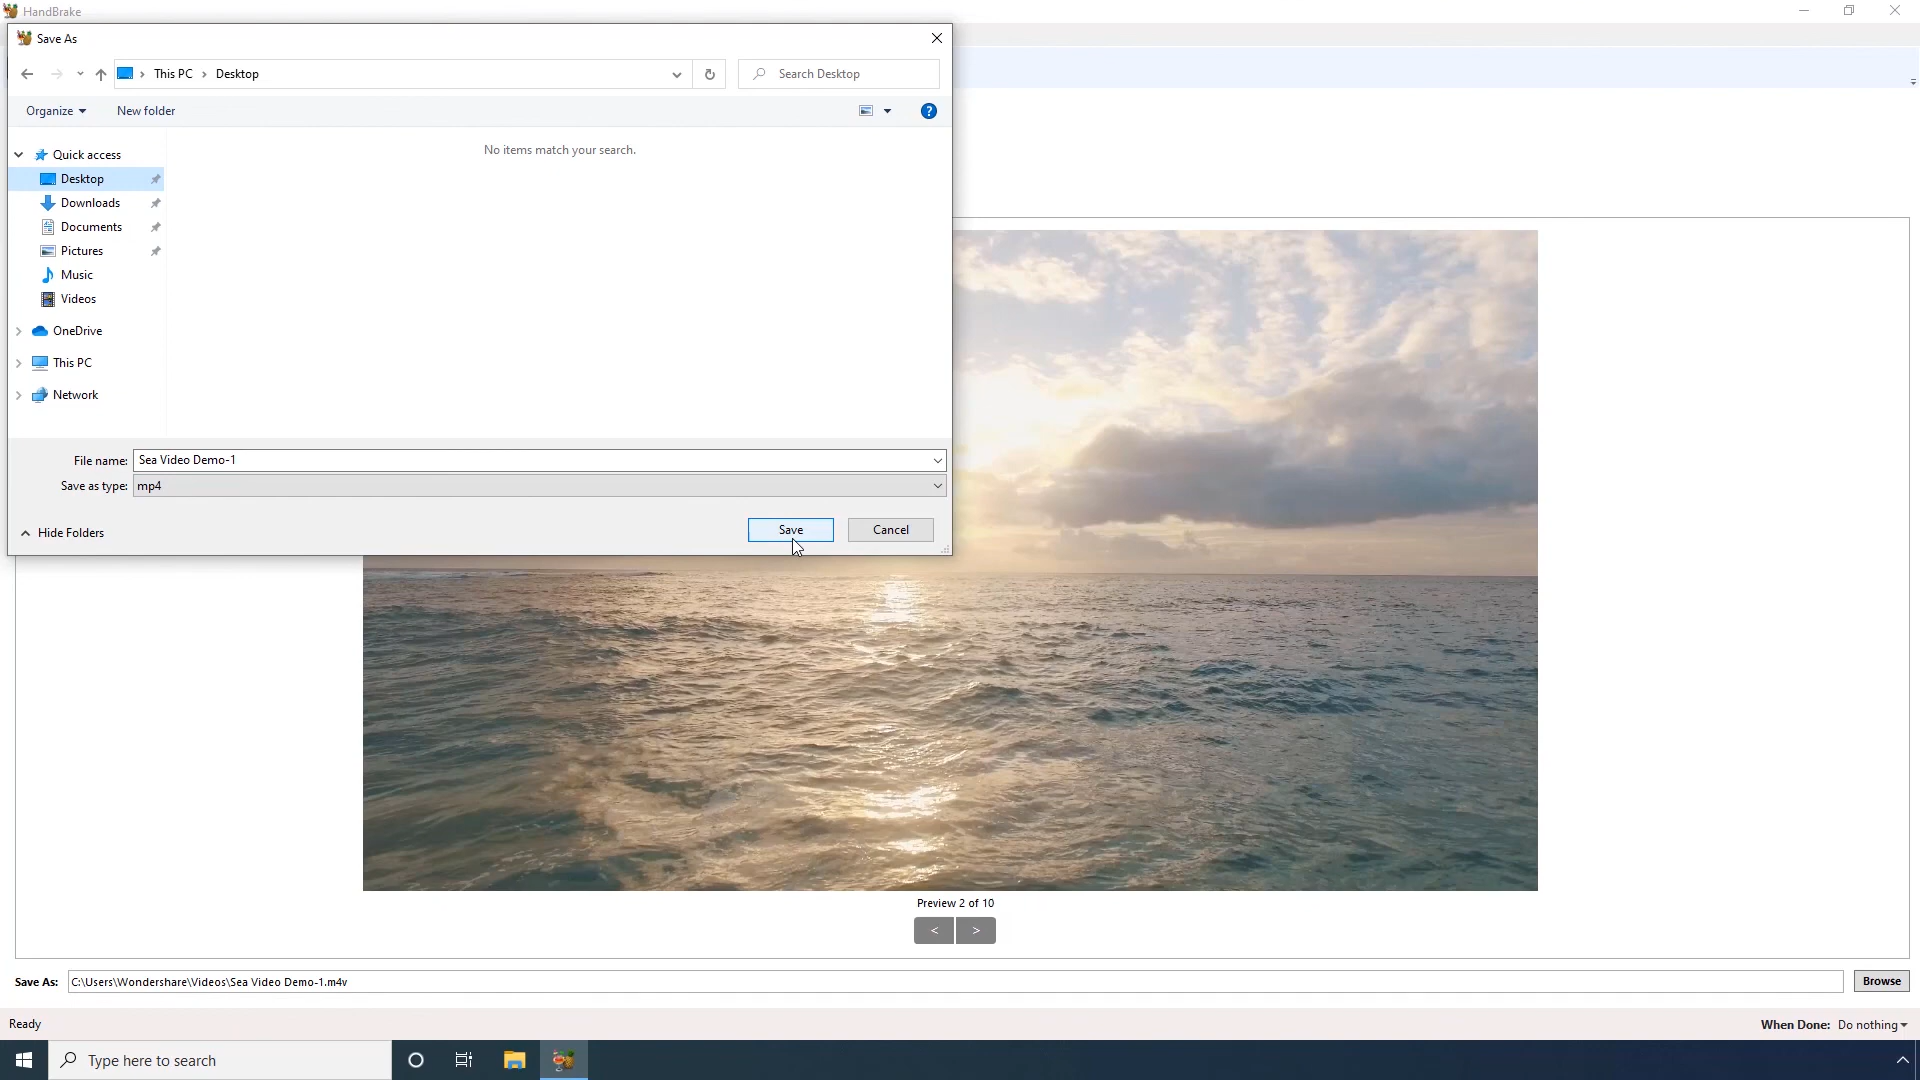 HandBrake
Save As
This PC
Desktop
Search Desktop
Organize
New folder
?
Quick access
Desktop
Downloads
Documents
Pictures
Music
Videos
OneDrive
This PC
Network
No items match your search.
File name: Sea Video Demo-1
Save as type: mp4
Hide Folders
Save
Cancel
Preview 2 of 10
< >
Save As: C:\Users\Wondershare\Videos\Sea Video Demo-1.m4v
Browse
Ready
When Done: Do nothing
Type here to search